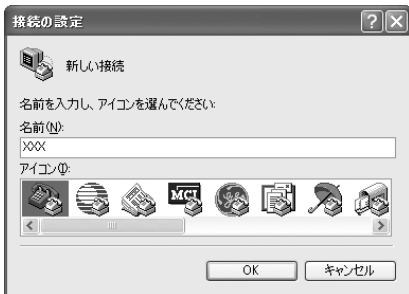 接続の設定
新しい接続
名前を入力し、アイコンを選んでください:
名前(N):
XXX
アイコン(I):
MCI
OK
キャンセル